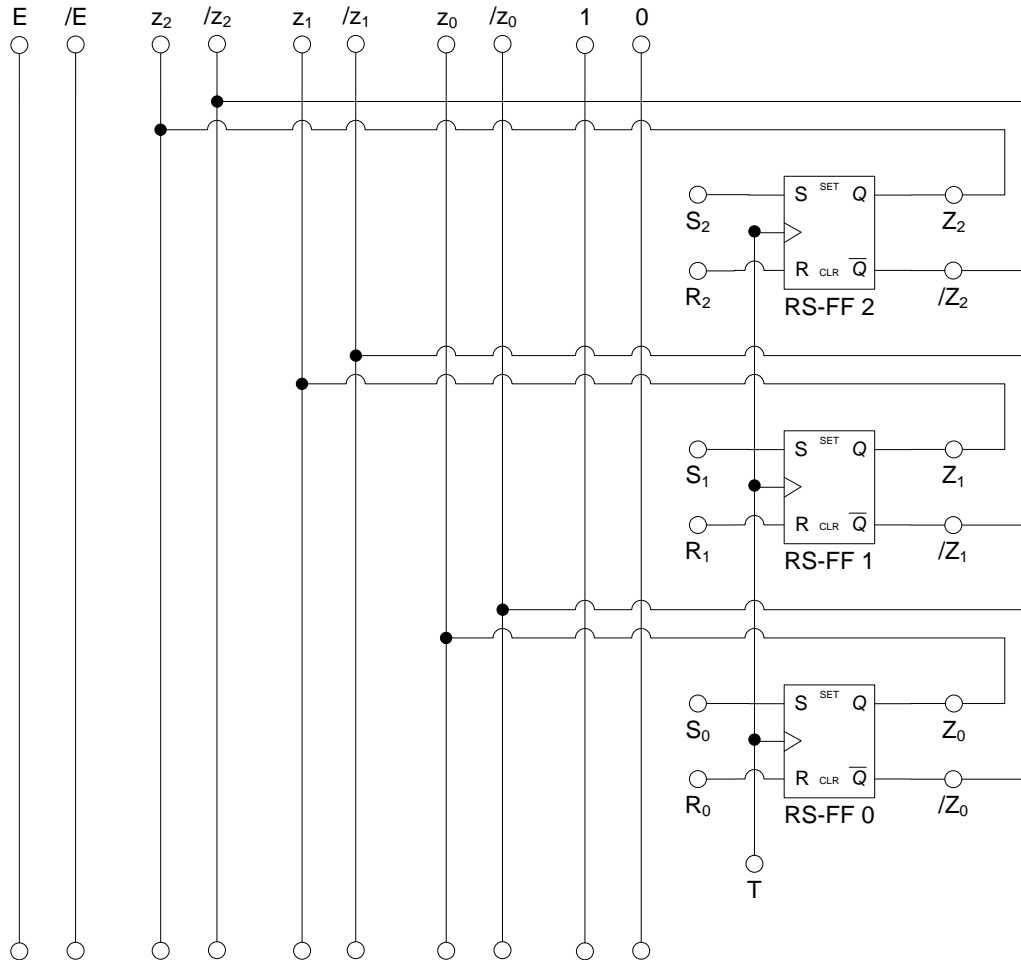 E /E z₂ /z₂ z₁ /z₁ z₀ /z₀ 1 0
S SET Q
S₂ Z₂
R CLR Q̅
R₂ /Z₂
RS-FF 2
S SET Q
S₁ Z₁
R CLR Q̅
R₁ /Z₁
RS-FF 1
S SET Q
S₀ Z₀
R CLR Q̅
R₀ /Z₀
RS-FF 0
T